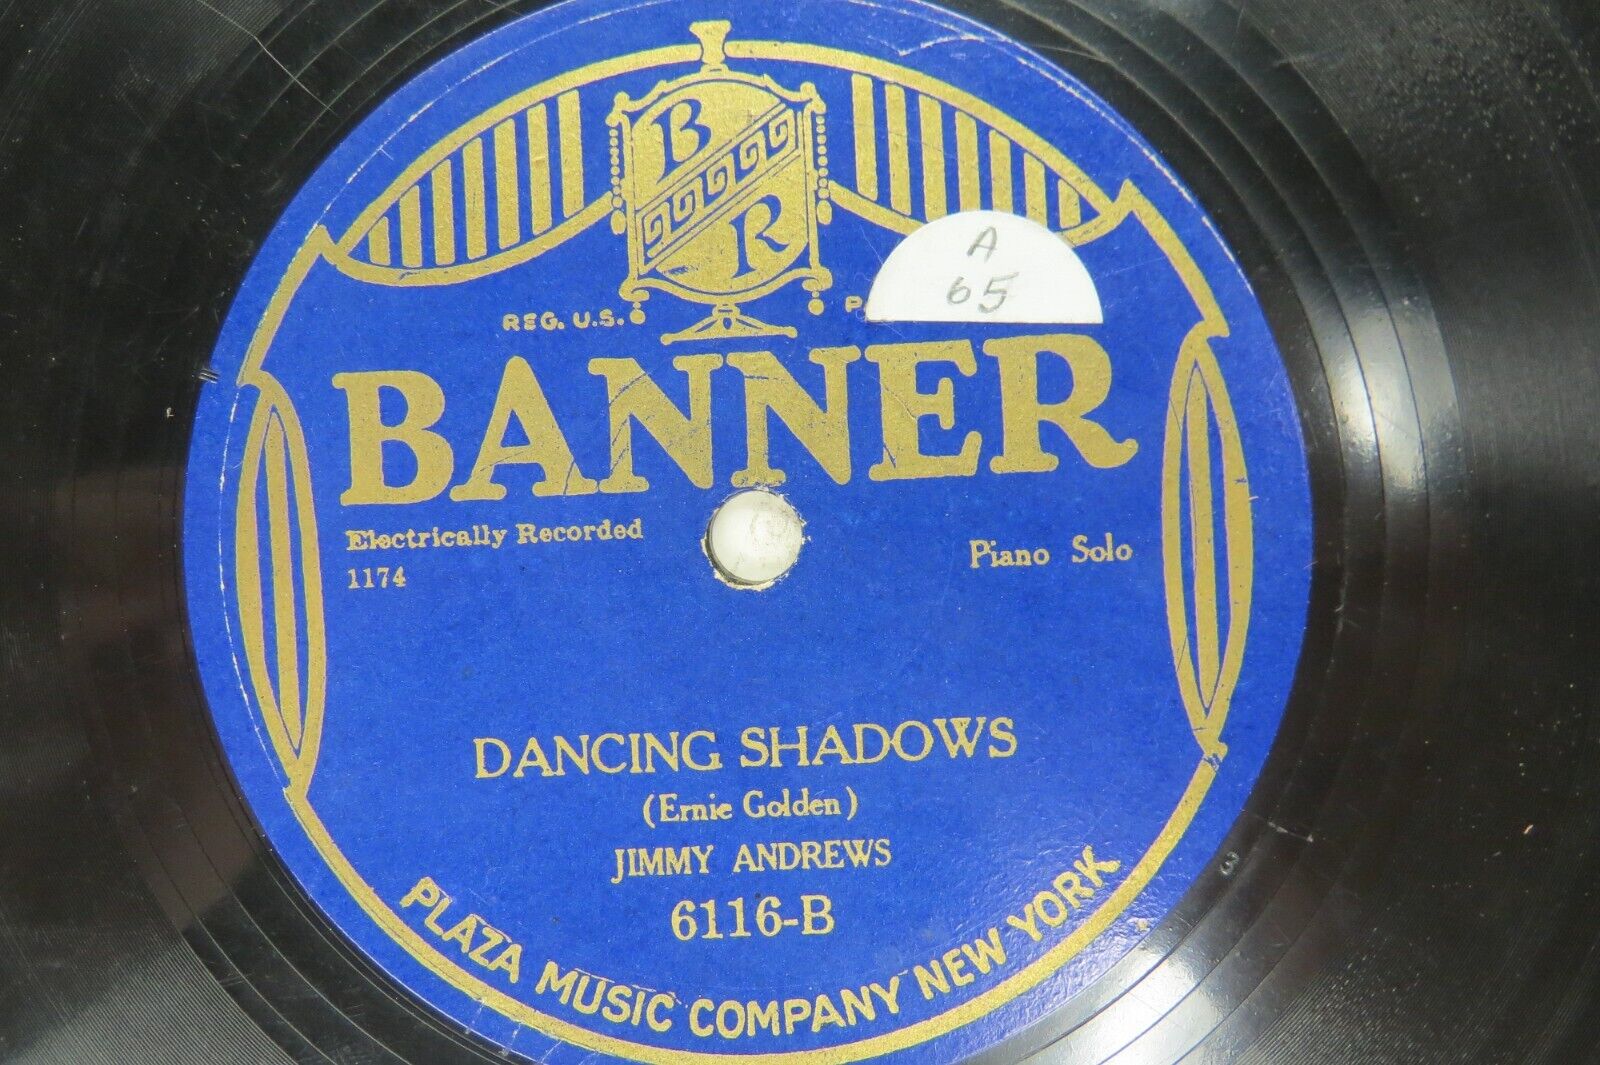 B
R
A
65
REG. U.S.
P
BANNER
Electrically Recorded
1174
Piano Solo
DANCING SHADOWS
(Ernie Golden)
JIMMY ANDREWS
6116-B
PLAZA MUSIC COMPANY NEW YORK
3